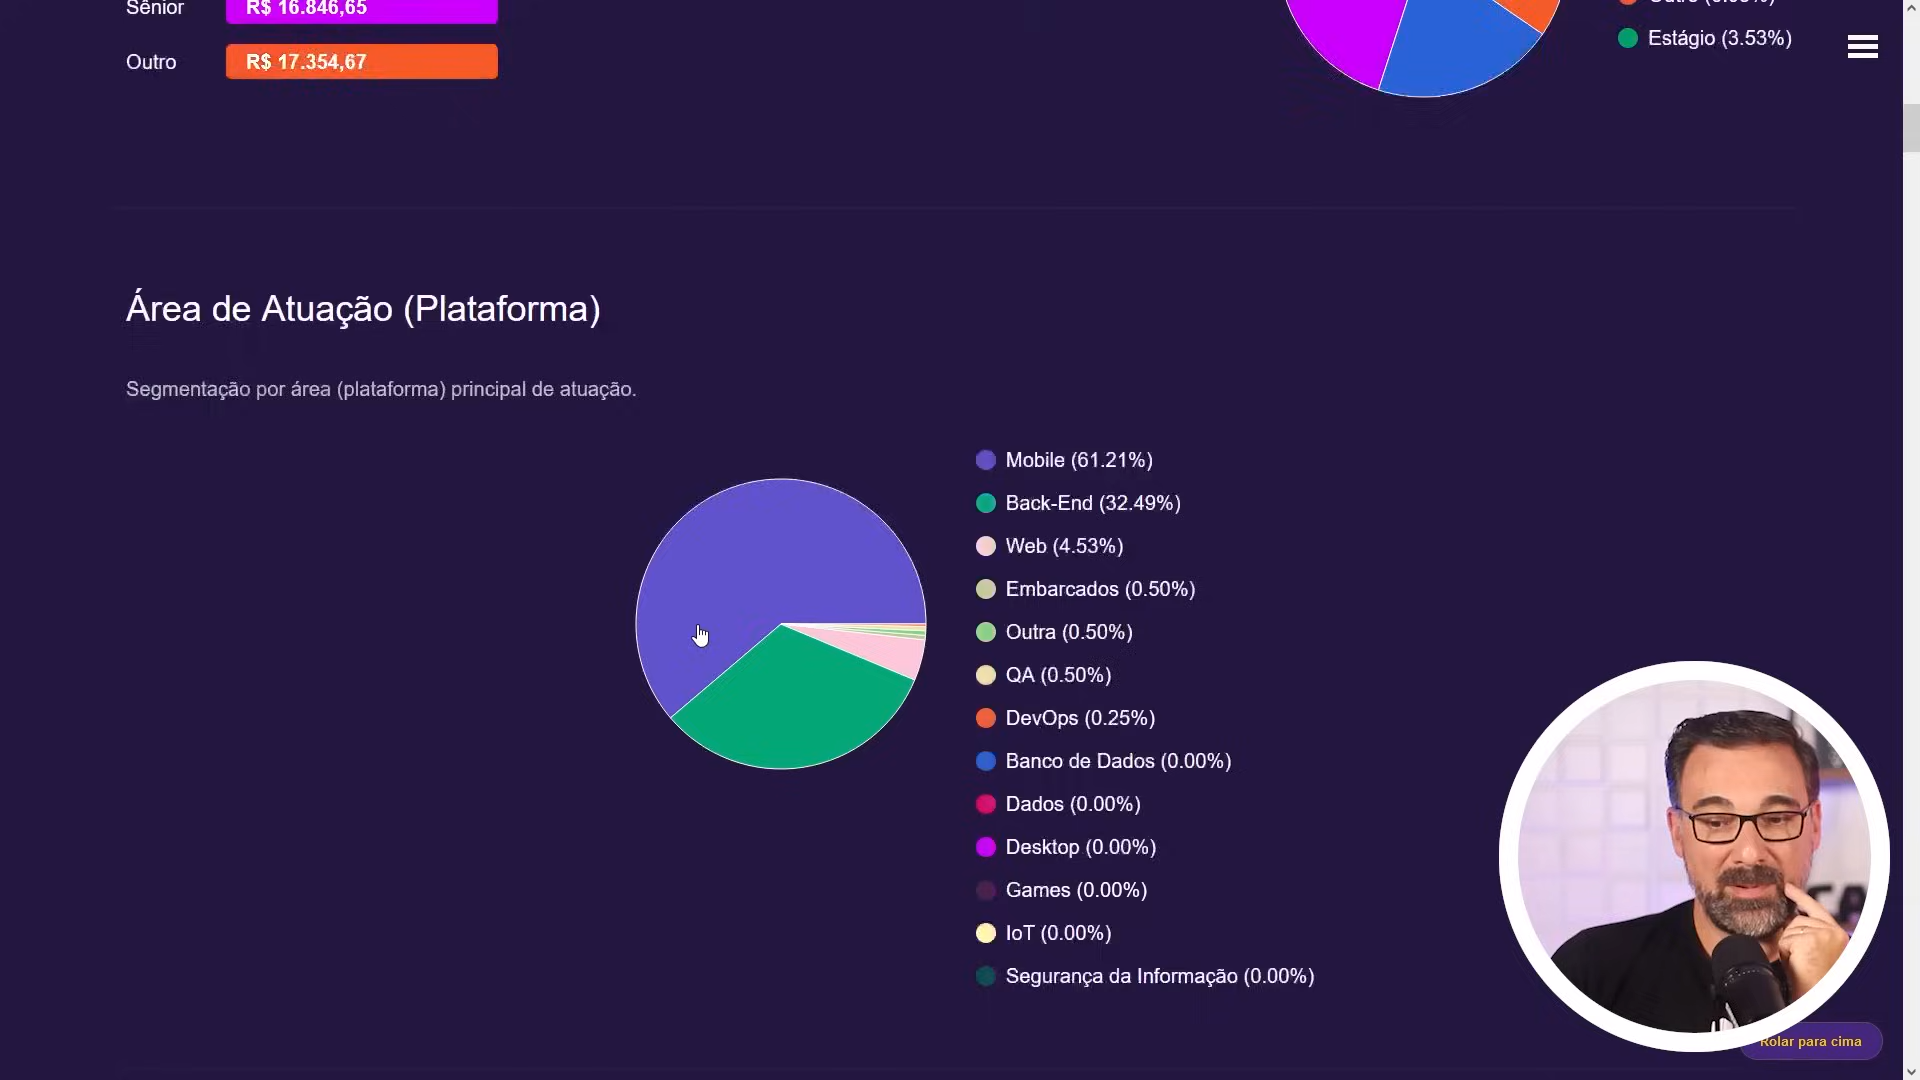 Sênior
R$ 16.846,65
Outro
R$ 17.354,67
Estágio (3.53%)
Área de Atuação (Plataforma)
Segmentação por área (plataforma) principal de atuação.
Mobile (61.21%)
Back-End (32.49%)
Web (4.53%)
Embarcados (0.50%)
Outra (0.50%)
QA (0.50%)
DevOps (0.25%)
Banco de Dados (0.00%)
Dados (0.00%)
Desktop (0.00%)
Games (0.00%)
IoT (0.00%)
Segurança da Informação (0.00%)
Rolar para cima